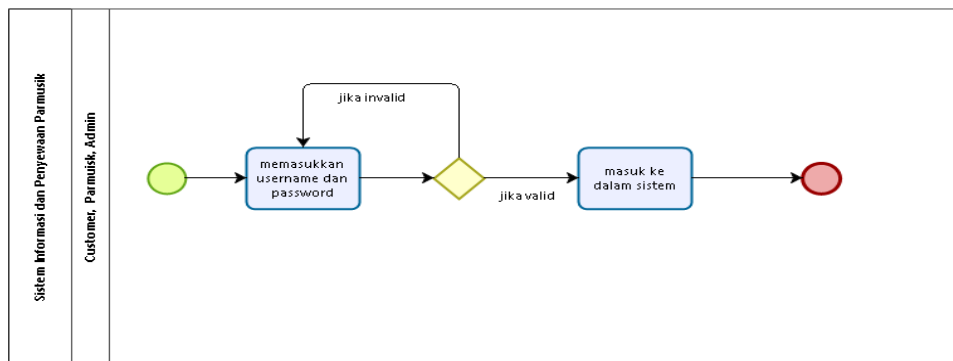 Sistem Informasi dan Penyewaan Parmusik
Customer, Parmuisk, Admin
jika invalid
memasukkan
username dan
password
jika valid
masuk ke
dalam sistem